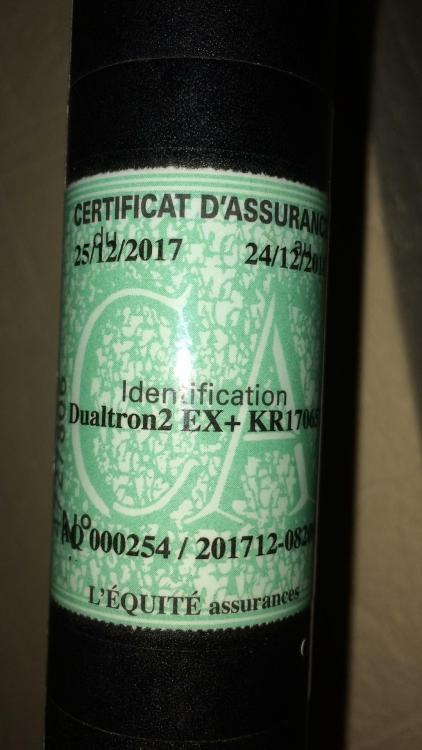 CERTIFICAT D'ASSURANC
du au
25/12/2017 24/12/201
Identification
Dualtron2 EX+ KR1706
N°
AQ 000254 / 201712-082
L'ÉQUITÉ assurances